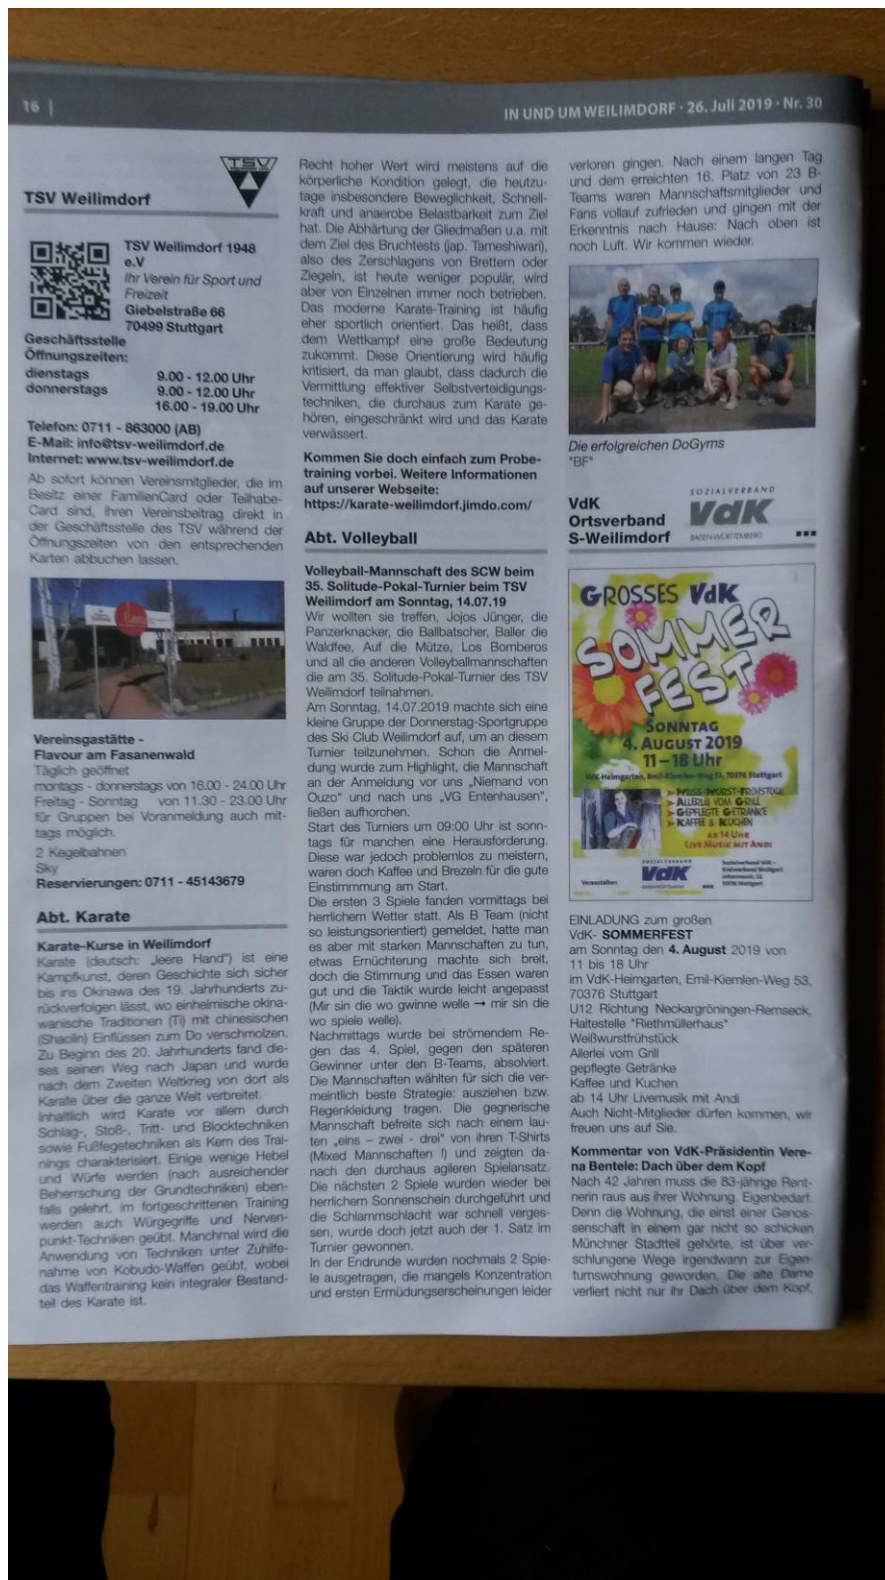 16 |
IN UND UM WEILIMDORF · 26. Juli 2019 · Nr. 30
TSV Weilimdorf
TSV
TSV Weilimdorf 1948
e.V
Ihr Verein für Sport und
Freizeit
Giebelstraße 66
70499 Stuttgart
Geschäftsstelle
Öffnungszeiten:
dienstags 9.00 - 12.00 Uhr
donnerstags 9.00 - 12.00 Uhr
16.00 - 19.00 Uhr
Telefon: 0711 - 863000 (AB)
E-Mail: info@tsv-weilimdorf.de
Internet: www.tsv-weilimdorf.de
Ab sofort können Vereinsmitglieder, die im
Besitz einer FamilienCard oder Teilhabe-
Card sind, ihren Vereinsbeitrag direkt in
der Geschäftsstelle des TSV während der
Öffnungszeiten von den entsprechenden
Karten abbuchen lassen.
Vereinsgastätte -
Flavour am Fasanenwald
Täglich geöffnet
montags - donnerstags von 16.00 - 24.00 Uhr
Freitag - Sonntag von 11.30 - 23.00 Uhr
für Gruppen bei Voranmeldung auch mit-
tags möglich.
2 Kegelbahnen
Sky
Reservierungen: 0711 - 45143679
Abt. Karate
Karate-Kurse in Weilimdorf
Karate (deutsch: „leere Hand") ist eine
Kampfkunst, deren Geschichte sich sicher
bis ins Okinawa des 19. Jahrhunderts zu-
rückverfolgen lässt, wo einheimische okina-
wanische Traditionen (Ti) mit chinesischen
(Shaolin) Einflüssen zum Do verschmolzen.
Zu Beginn des 20. Jahrhunderts fand die-
ses seinen Weg nach Japan und wurde
nach dem Zweiten Weltkrieg von dort als
Karate über die ganze Welt verbreitet.
Inhaltlich wird Karate vor allem durch
Schlag-, Stoß-, Tritt- und Blocktechniken
sowie Fußfegetechniken als Kern des Trai-
nings charakterisiert. Einige wenige Hebel
und Würfe werden (nach ausreichender
Beherrschung der Grundtechniken) eben-
falls gelehrt, im fortgeschrittenen Training
werden auch Würgegriffe und Nerven-
punkt-Techniken geübt. Manchmal wird die
Anwendung von Techniken unter Zuhilfe-
nahme von Kobudo-Waffen geübt, wobei
das Waffentraining kein integraler Bestand-
teil des Karate ist.
Recht hoher Wert wird meistens auf die
körperliche Kondition gelegt, die heutzu-
tage insbesondere Beweglichkeit, Schnell-
kraft und anaerobe Belastbarkeit zum Ziel
hat. Die Abhärtung der Gliedmaßen u.a. mit
dem Ziel des Bruchtests (jap. Tameshiwari),
also des Zerschlagens von Brettern oder
Ziegeln, ist heute weniger populär, wird
aber von Einzelnen immer noch betrieben.
Das moderne Karate-Training ist häufig
eher sportlich orientiert. Das heißt, dass
dem Wettkampf eine große Bedeutung
zukommt. Diese Orientierung wird häufig
kritisiert, da man glaubt, dass dadurch die
Vermittlung effektiver Selbstverteidigungs-
techniken, die durchaus zum Karate ge-
hören, eingeschränkt wird und das Karate
verwässert.
Kommen Sie doch einfach zum Probe-
training vorbei. Weitere Informationen
auf unserer Webseite:
https://karate-weilimdorf.jimdo.com/
Abt. Volleyball
Volleyball-Mannschaft des SCW beim
35. Solitude-Pokal-Turnier beim TSV
Weilimdorf am Sonntag, 14.07.19
Wir wollten sie treffen, Jojos Jünger, die
Panzerknacker, die Ballbatscher, Baller die
Waldfee, Auf die Mütze, Los Bomberos
und all die anderen Volleyballmannschaften
die am 35. Solitude-Pokal-Turnier des TSV
Weilimdorf teilnahmen.
Am Sonntag, 14.07.2019 machte sich eine
kleine Gruppe der Donnerstag-Sportgruppe
des Ski Club Weilimdorf auf, um an diesem
Turnier teilzunehmen. Schon die Anmel-
dung wurde zum Highlight, die Mannschaft
an der Anmeldung vor uns „Niemand von
Ouzo" und nach uns „VG Entenhausen",
ließen aufhorchen.
Start des Turniers um 09:00 Uhr ist sonn-
tags für manchen eine Herausforderung.
Diese war jedoch problemlos zu meistern,
waren doch Kaffee und Brezeln für die gute
Einstimmmung am Start.
Die ersten 3 Spiele fanden vormittags bei
herrlichem Wetter statt. Als B Team (nicht
so leistungsorientiert) gemeldet, hatte man
es aber mit starken Mannschaften zu tun,
etwas Ernüchterung machte sich breit,
doch die Stimmung und das Essen waren
gut und die Taktik wurde leicht angepasst
(Mir sin die wo gwinne welle → mir sin die
wo spiele welle).
Nachmittags wurde bei strömendem Re-
gen das 4. Spiel, gegen den späteren
Gewinner unter den B-Teams, absolviert.
Die Mannschaften wählten für sich die ver-
meintlich beste Strategie: ausziehen bzw.
Regenkleidung tragen. Die gegnerische
Mannschaft befreite sich nach einem lau-
ten „eins – zwei - drei" von ihren T-Shirts
(Mixed Mannschaften !) und zeigten da-
nach den durchaus agileren Spielansatz.
Die nächsten 2 Spiele wurden wieder bei
herrlichem Sonnenschein durchgeführt und
die Schlammschlacht war schnell verges-
sen, wurde doch jetzt auch der 1. Satz im
Turnier gewonnen.
In der Endrunde wurden nochmals 2 Spie-
le ausgetragen, die mangels Konzentration
und ersten Ermüdungserscheinungen leider
verloren gingen. Nach einem langen Tag
und dem erreichten 16. Platz von 23 B-
Teams waren Mannschaftsmitglieder und
Fans vollauf zufrieden und gingen mit der
Erkenntnis nach Hause: Nach oben ist
noch Luft. Wir kommen wieder.
Die erfolgreichen DoGyms
"BF"
VdK
Ortsverband
S-Weilimdorf
SOZIALVERBAND
VdK
BADEN-WÜRTTEMBERG
GROSSES VdK
SOMMER
FEST
SONNTAG
4. AUGUST 2019
11 – 18 Uhr
VdK-Heimgarten, Emil-Kiemlen-Weg 53, 70376 Stuttgart
➤ WEISS-WURST-FRÜHSTÜCK
➤ ALLERLEI VOM GRILL
➤ GEPFLEGTE GETRÄNKE
➤ KAFFEE & KUCHEN
AB 14 UHR
LIVE MUSIK MIT ANDI
Veranstalter:
SOZIALVERBAND
VdK
BADEN-WÜRTTEMBERG
Sozialverband VdK –
Kreisverband Stuttgart
70376 Stuttgart
EINLADUNG zum großen
VdK- SOMMERFEST
am Sonntag den 4. August 2019 von
11 bis 18 Uhr
im VdK-Heimgarten, Emil-Kiemlen-Weg 53,
70376 Stuttgart
U12 Richtung Neckargröningen-Remseck,
Haltestelle "Riethmüllerhaus"
Weißwurstfrühstück
Allerlei vom Grill
gepflegte Getränke
Kaffee und Kuchen
ab 14 Uhr Livemusik mit Andi
Auch Nicht-Mitglieder dürfen kommen, wir
freuen uns auf Sie.
Kommentar von VdK-Präsidentin Vere-
na Bentele: Dach über dem Kopf
Nach 42 Jahren muss die 83-jährige Rent-
nerin raus aus ihrer Wohnung. Eigenbedarf.
Denn die Wohnung, die einst einer Genos-
senschaft in einem gar nicht so schicken
Münchner Stadtteil gehörte, ist über ver-
schlungene Wege irgendwann zur Eigen-
tumswohnung geworden. Die alte Dame
verliert nicht nur ihr Dach über dem Kopf,